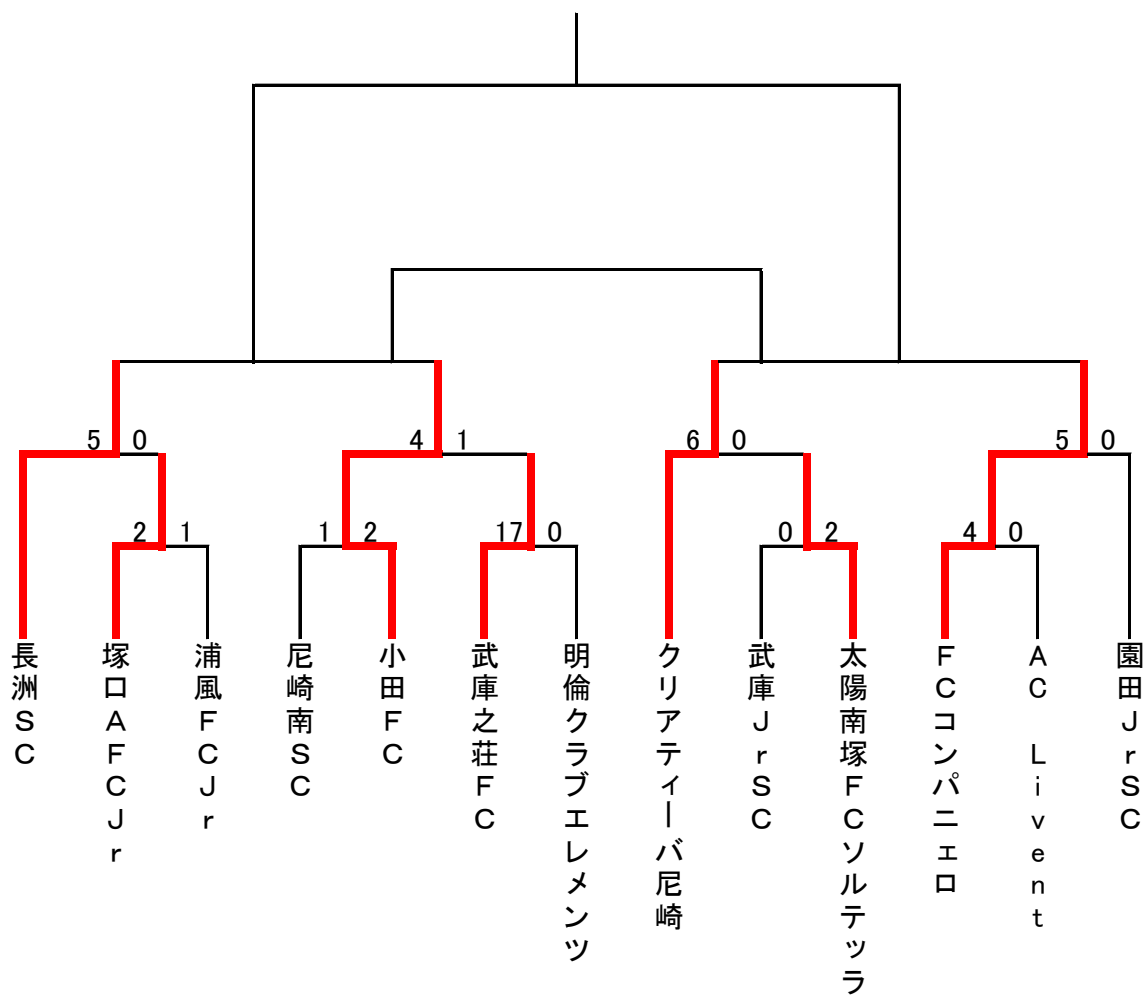 5 0 4 1 6 0 5 0
2 1 1 2 17 0 0 2 4 0
長洲SC
塚口AFCJr
浦風FCJr
尼崎南SC
小田FC
武庫之荘FC
明倫クラブエレメンツ
クリアティーバ尼崎
武庫JrSC
太陽南塚FCソルテッラ
FCコンパニェロ
AC Livent
園田JrSC